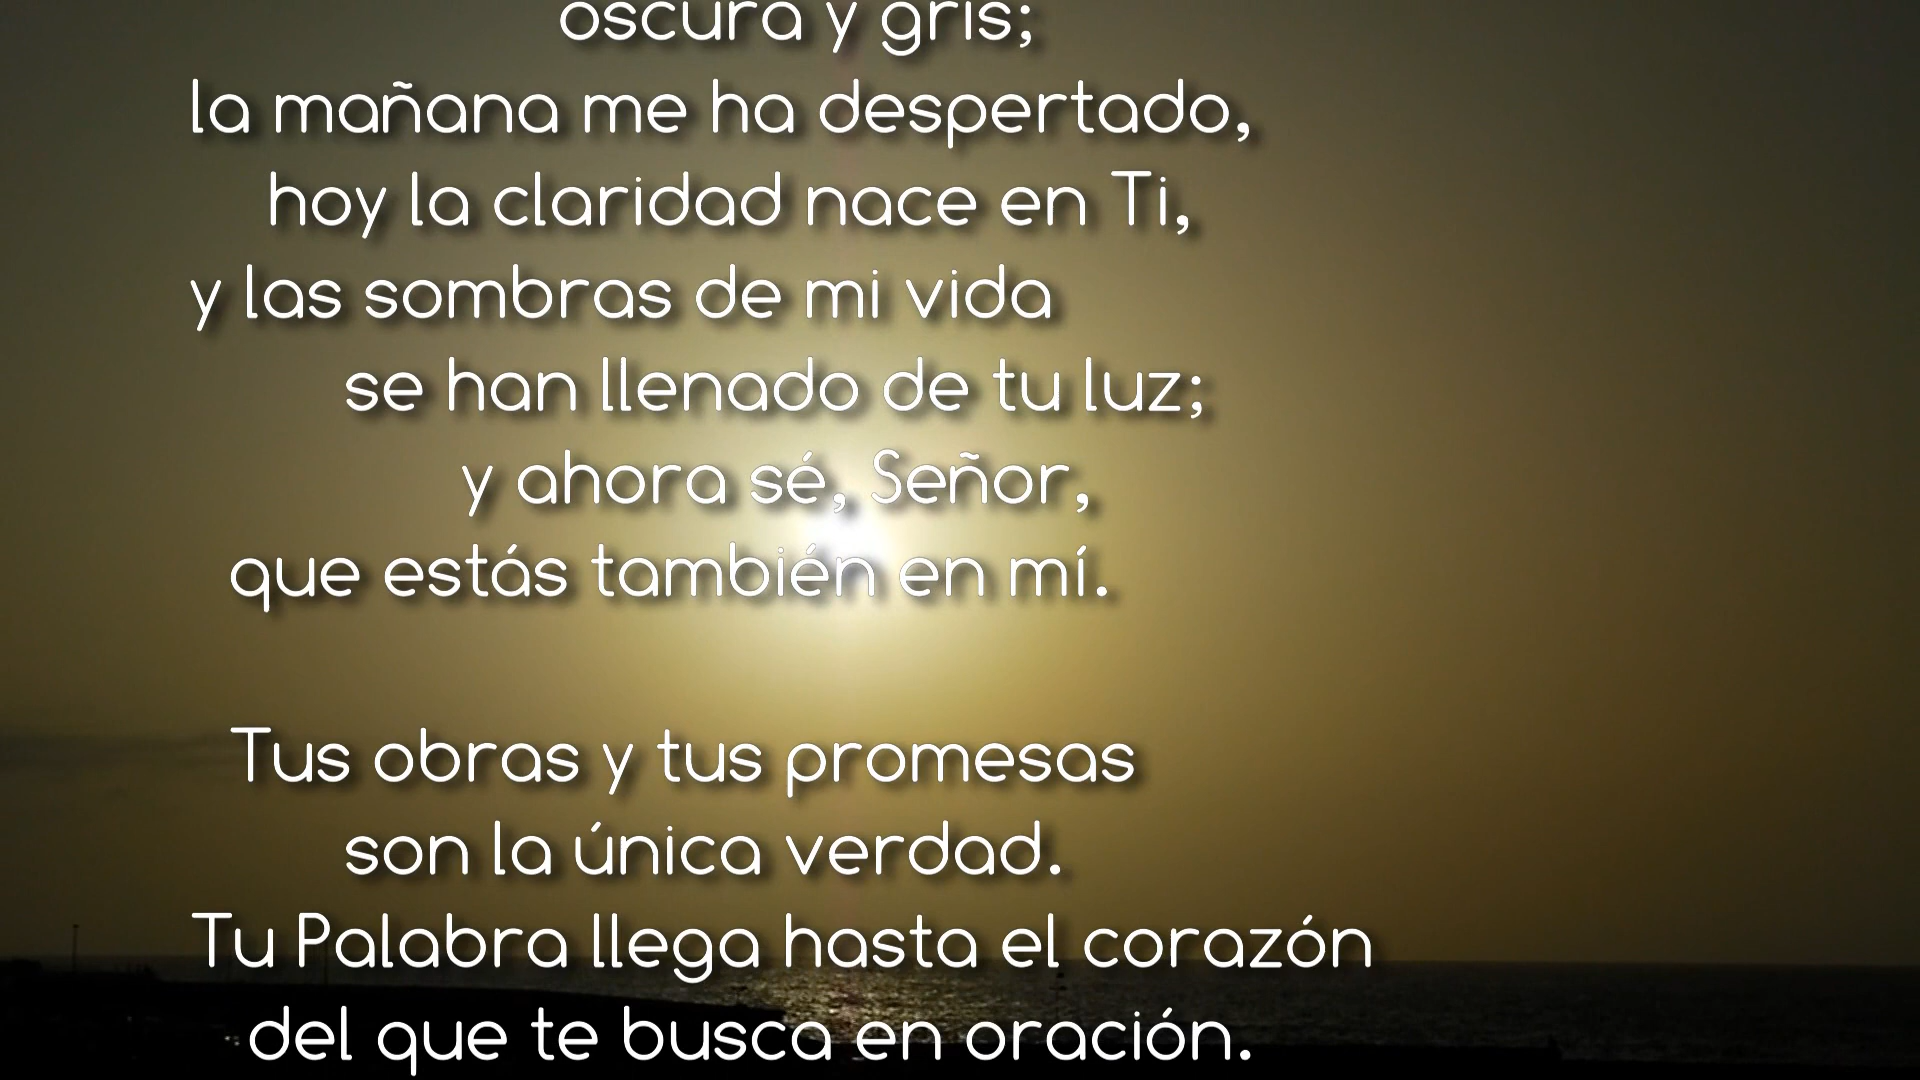 oscura y gris;
la mañana me ha despertado,
hoy la claridad nace en Ti,
y las sombras de mi vida
se han llenado de tu luz;
y ahora sé, Señor,
que estás también en mí.
Tus obras y tus promesas
son la única verdad.
Tu Palabra llega hasta el corazón
del que te busca en oración.